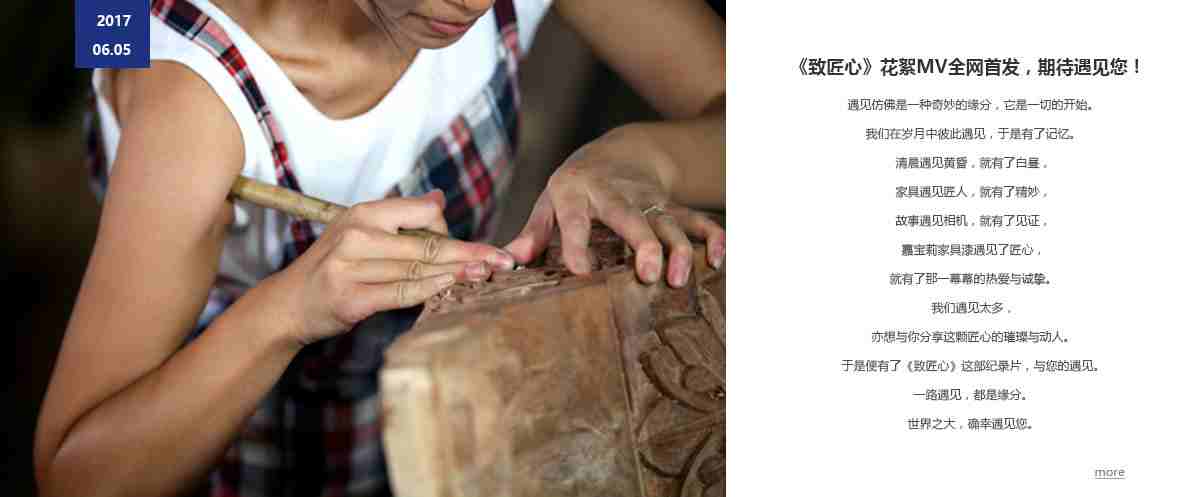 2017
06.05
《致匠心》花絮MV全网首发，期待遇见您！
遇见仿佛是一种奇妙的缘分，它是一切的开始。
我们在岁月中彼此遇见，于是有了记忆。
清晨遇见黄昏，就有了白昼，
家具遇见匠人，就有了精妙，
故事遇见相机，就有了见证，
嘉宝莉家具漆遇见了匠心，
就有了那一幕幕的热爱与诚挚。
我们遇见太多，
亦想与你分享这颗匠心的璀璨与动人。
于是便有了《致匠心》这部纪录片，与您的遇见。
一路遇见，都是缘分。
世界之大，确幸遇见您。
more